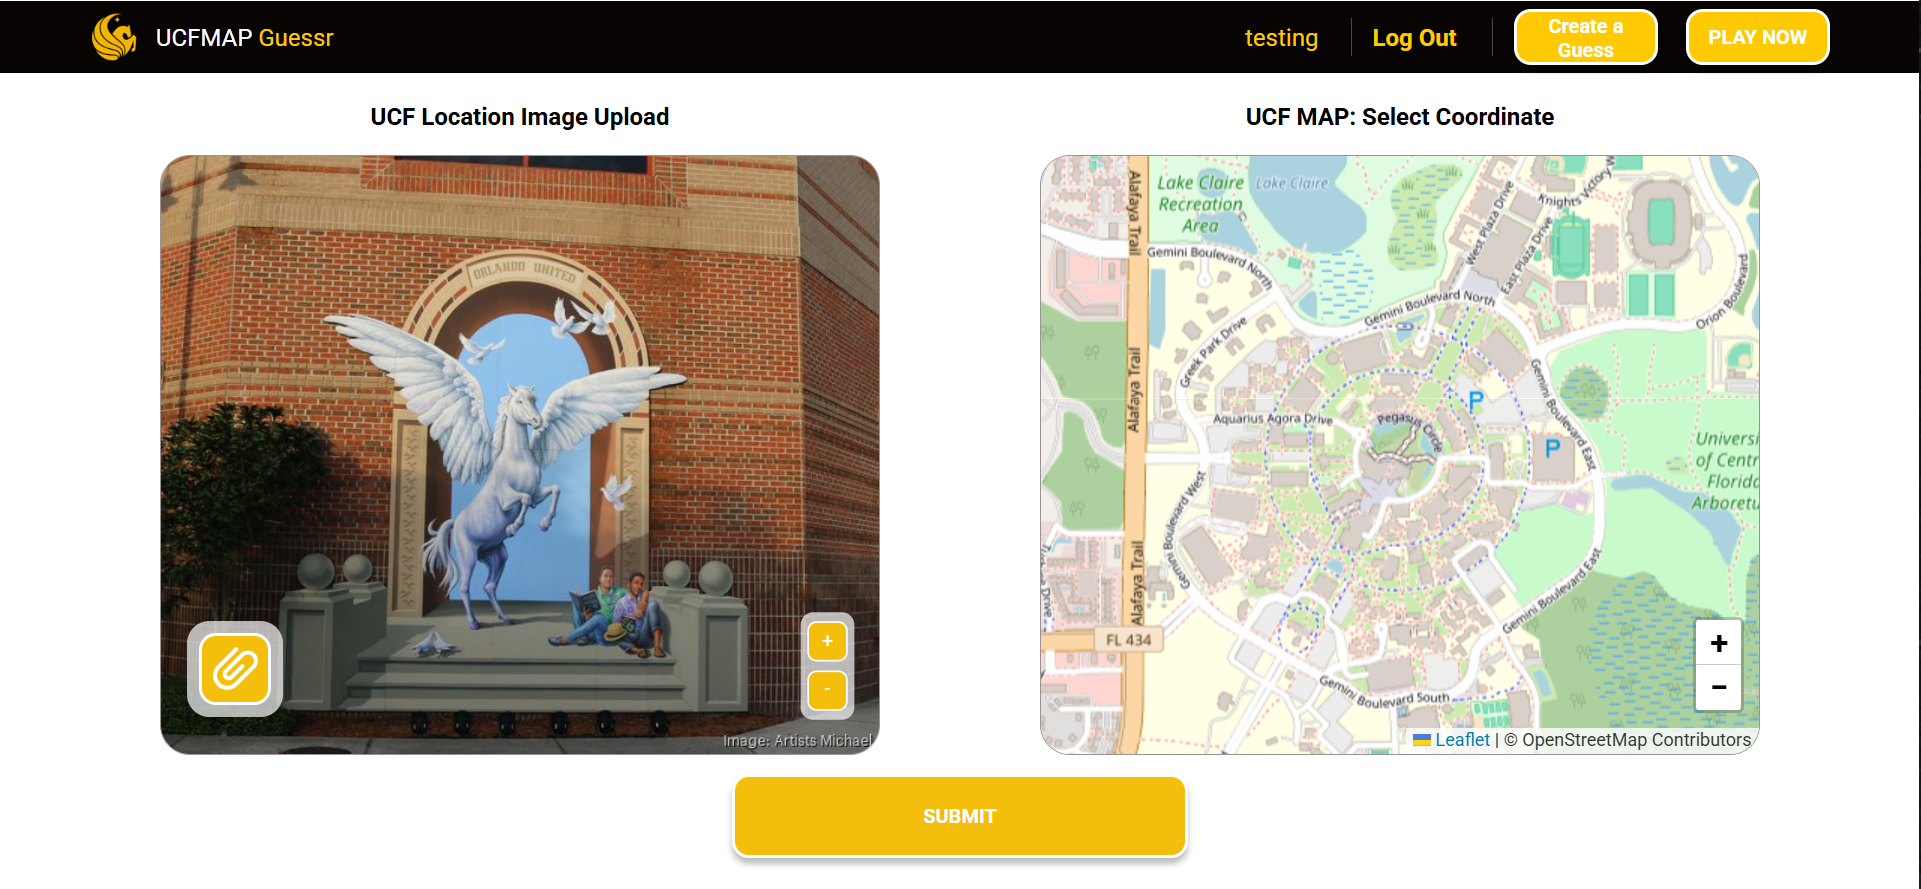 UCFMAP Guessr
testing
Log Out
Create a
Guess
PLAY NOW
UCF Location Image Upload
UCF MAP: Select Coordinate
ORLANDO UNITED
+
-
Image: Artists Michael
Alafaya Trail
Lake Claire
Recreation
Area
Lake Claire
West Plaza Drive
Knights Victory W
East Plaza Drive
Gemini Boulevard North
Gemini Boulevard North
Orion Boulevard
Greek Park Drive
Alafaya Trail
Gemini Boulevard East
P
Aquarius Agora Drive
Pegasus Circle
P
Universi
of Centr
Florida
Arboretu
Gemini Boulevard West
Alafaya Trail
Gemini Boulevard East
FL 434
Gemini Boulevard South
+
−
Leaflet | © OpenStreetMap Contributors
SUBMIT